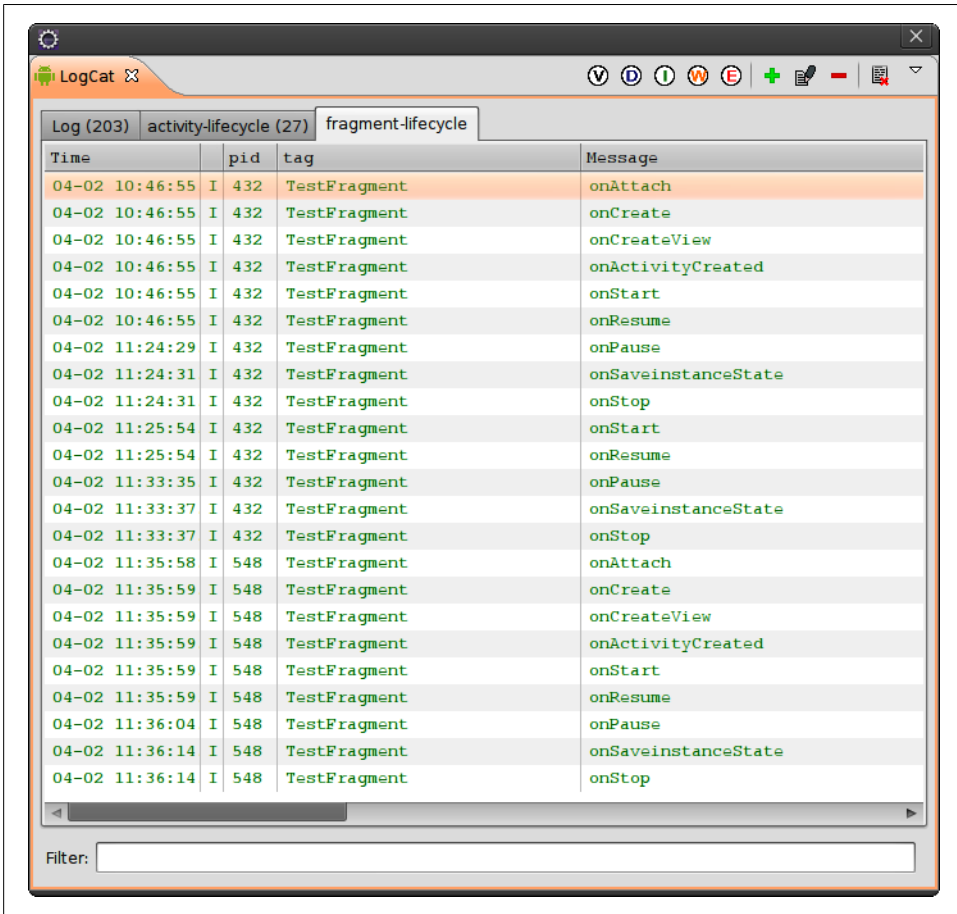 LogCat
V D I W E
Log (203) activity-lifecycle (27) fragment-lifecycle
Time pid tag Message
04-02 10:46:55 I 432 TestFragment onAttach
04-02 10:46:55 I 432 TestFragment onCreate
04-02 10:46:55 I 432 TestFragment onCreateView
04-02 10:46:55 I 432 TestFragment onActivityCreated
04-02 10:46:55 I 432 TestFragment onStart
04-02 10:46:55 I 432 TestFragment onResume
04-02 11:24:29 I 432 TestFragment onPause
04-02 11:24:31 I 432 TestFragment onSaveinstanceState
04-02 11:24:31 I 432 TestFragment onStop
04-02 11:25:54 I 432 TestFragment onStart
04-02 11:25:54 I 432 TestFragment onResume
04-02 11:33:35 I 432 TestFragment onPause
04-02 11:33:37 I 432 TestFragment onSaveinstanceState
04-02 11:33:37 I 432 TestFragment onStop
04-02 11:35:58 I 548 TestFragment onAttach
04-02 11:35:59 I 548 TestFragment onCreate
04-02 11:35:59 I 548 TestFragment onCreateView
04-02 11:35:59 I 548 TestFragment onActivityCreated
04-02 11:35:59 I 548 TestFragment onStart
04-02 11:35:59 I 548 TestFragment onResume
04-02 11:36:04 I 548 TestFragment onPause
04-02 11:36:14 I 548 TestFragment onSaveinstanceState
04-02 11:36:14 I 548 TestFragment onStop
Filter: